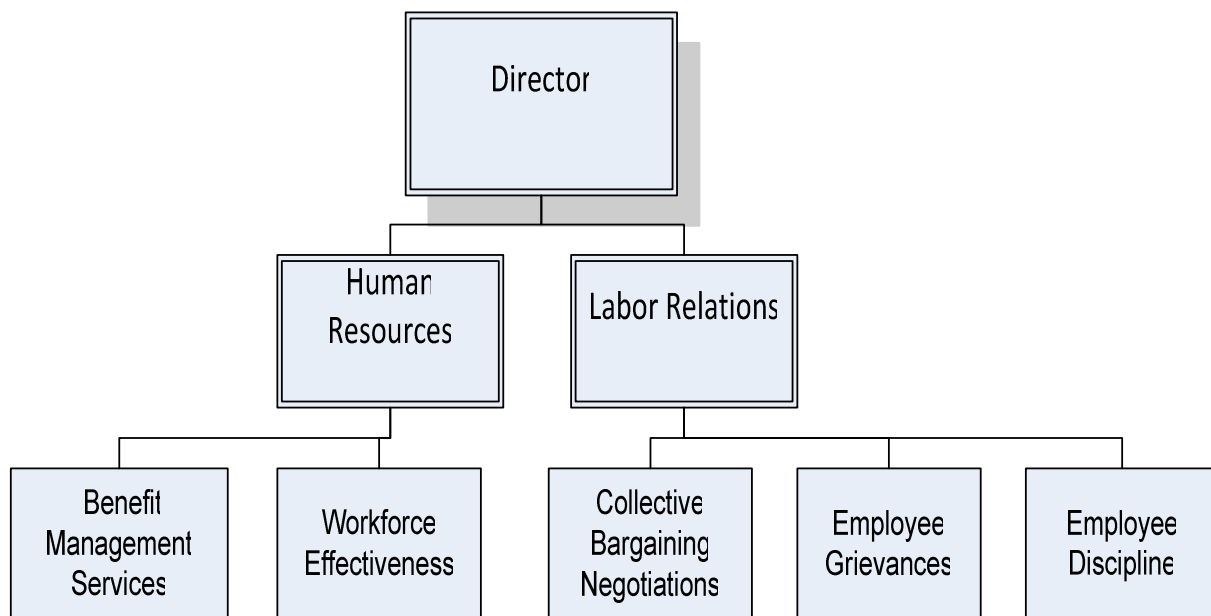 Director
Human
Resources
Labor Relations
Benefit
Management
Services
Workforce
Effectiveness
Collective
Bargaining
Negotiations
Employee
Grievances
Employee
Discipline